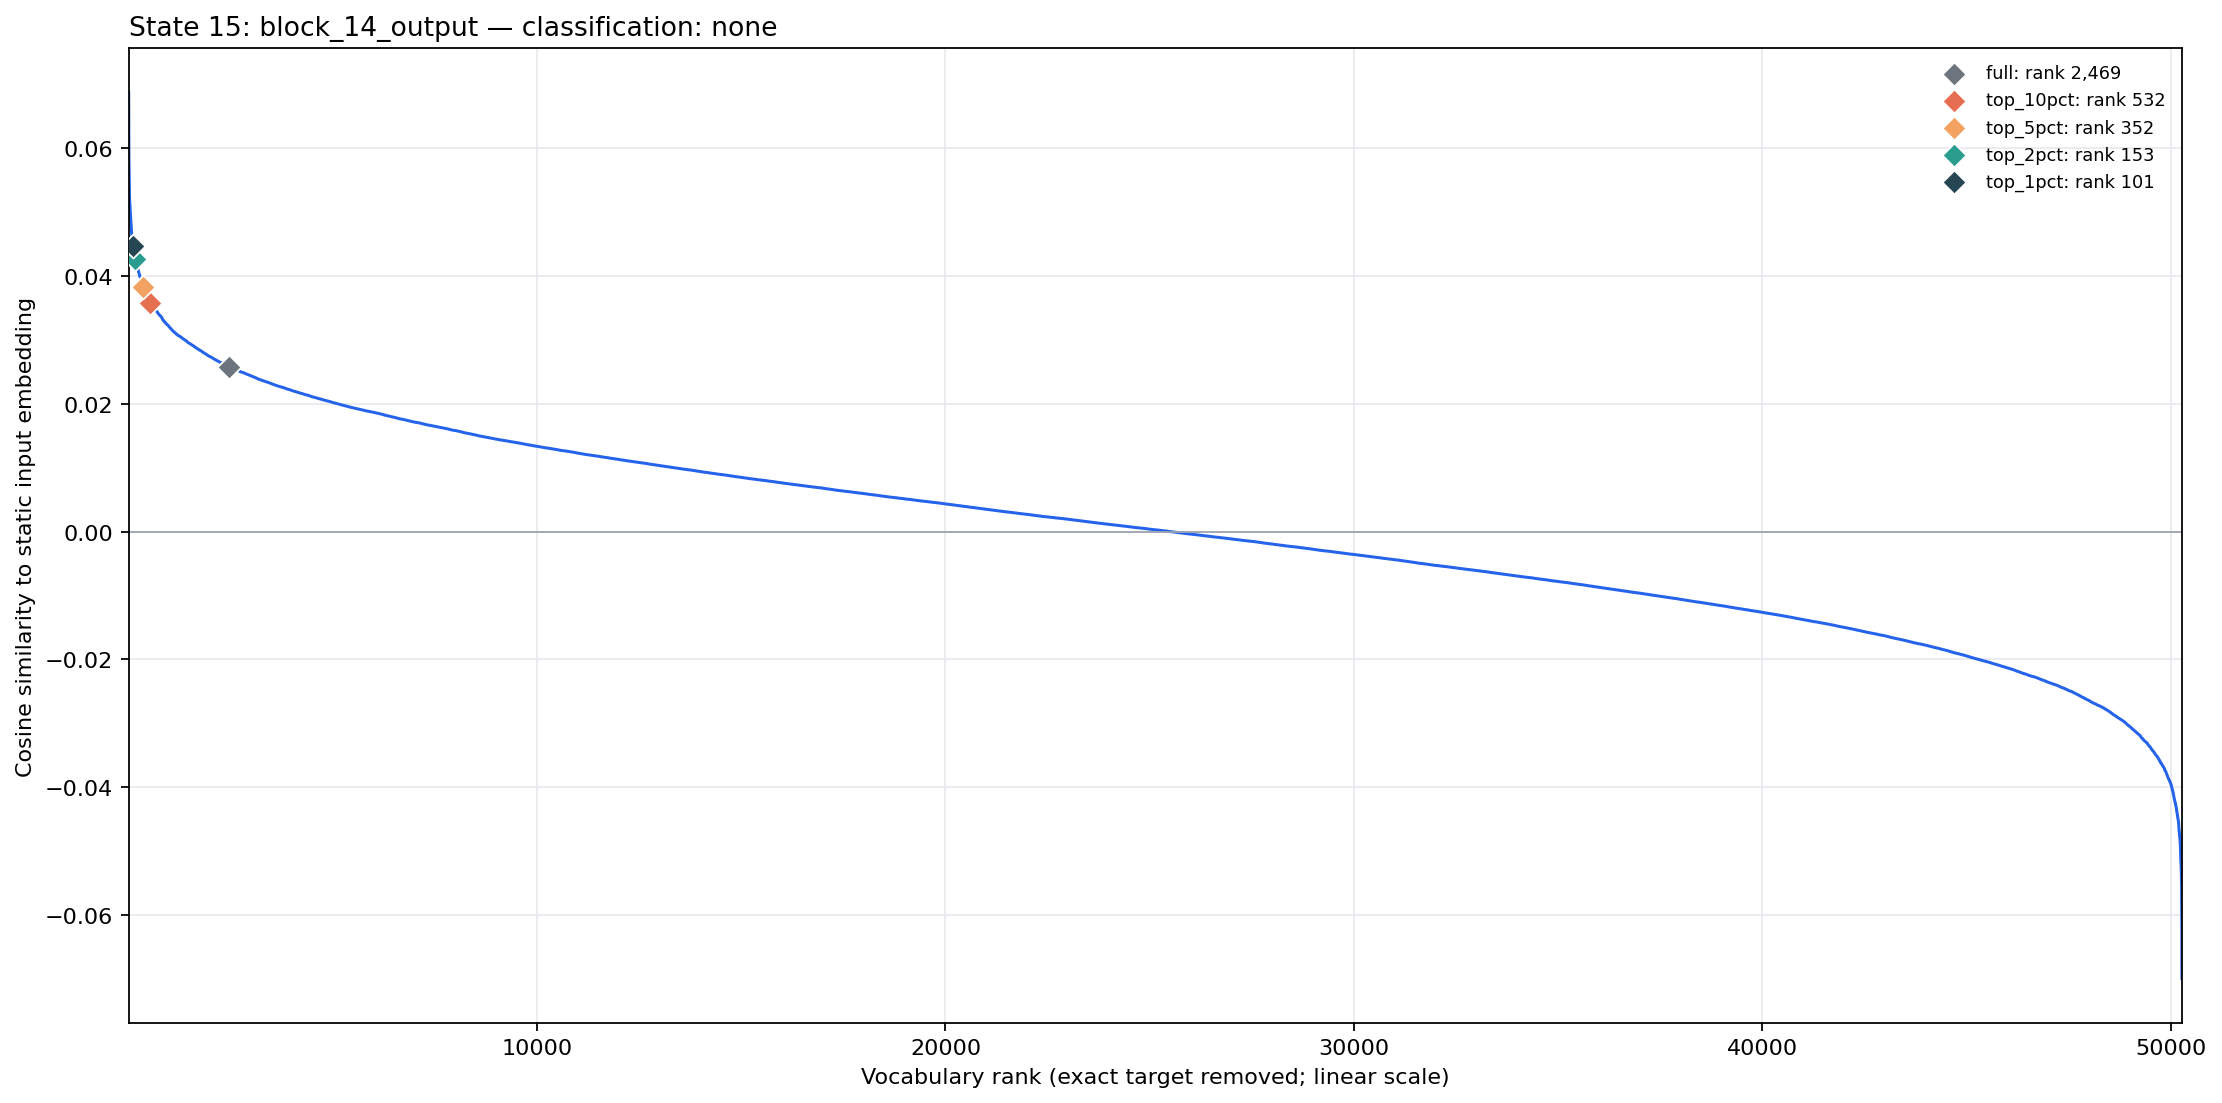 State 15: block_14_output — classification: none
full: rank 2,469
top_10pct: rank 532
top_5pct: rank 352
top_2pct: rank 153
top_1pct: rank 101
Cosine similarity to static input embedding
0.06
0.04
0.02
0.00
−0.02
−0.04
−0.06
10000
20000
30000
40000
50000
Vocabulary rank (exact target removed; linear scale)